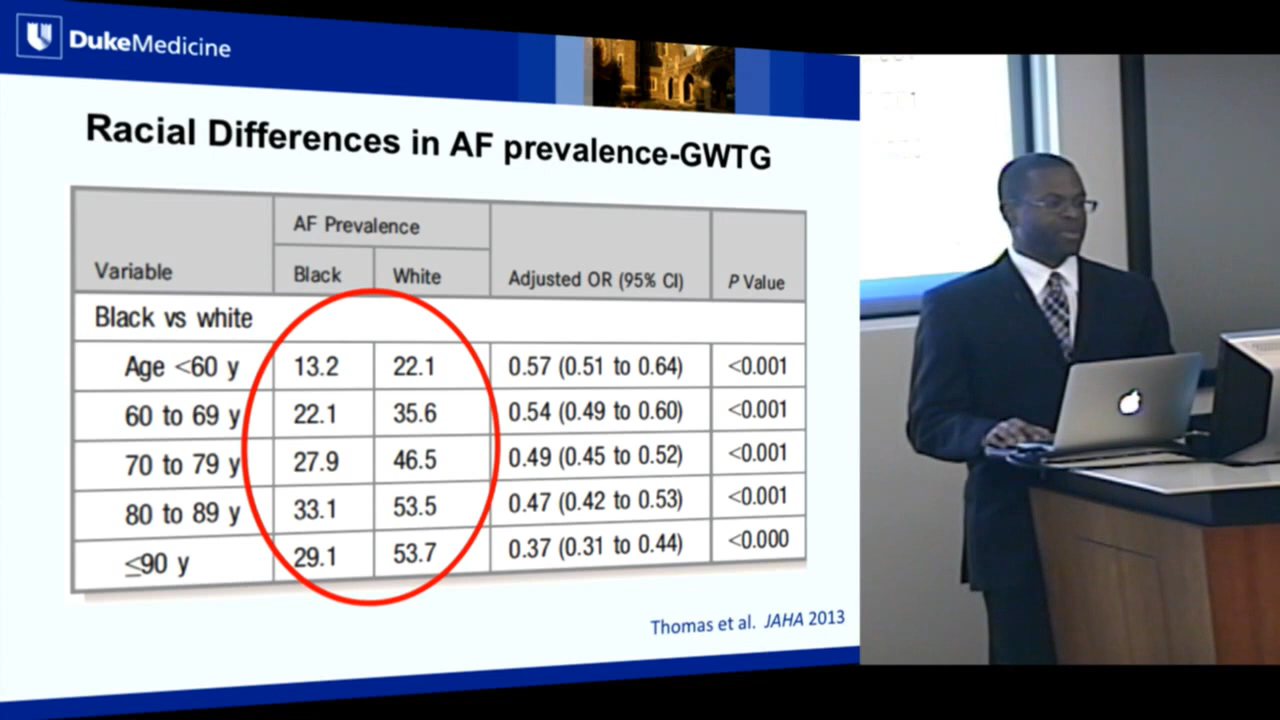 DukeMedicine
Racial Differences in AF prevalence-GWTG
AF Prevalence
Variable Black White Adjusted OR (95% CI) P Value
Black vs white
Age <60 y 13.2 22.1 0.57 (0.51 to 0.64) <0.001
60 to 69 y 22.1 35.6 0.54 (0.49 to 0.60) <0.001
70 to 79 y 27.9 46.5 0.49 (0.45 to 0.52) <0.001
80 to 89 y 33.1 53.5 0.47 (0.42 to 0.53) <0.001
≤90 y 29.1 53.7 0.37 (0.31 to 0.44) <0.000
Thomas et al. JAHA 2013